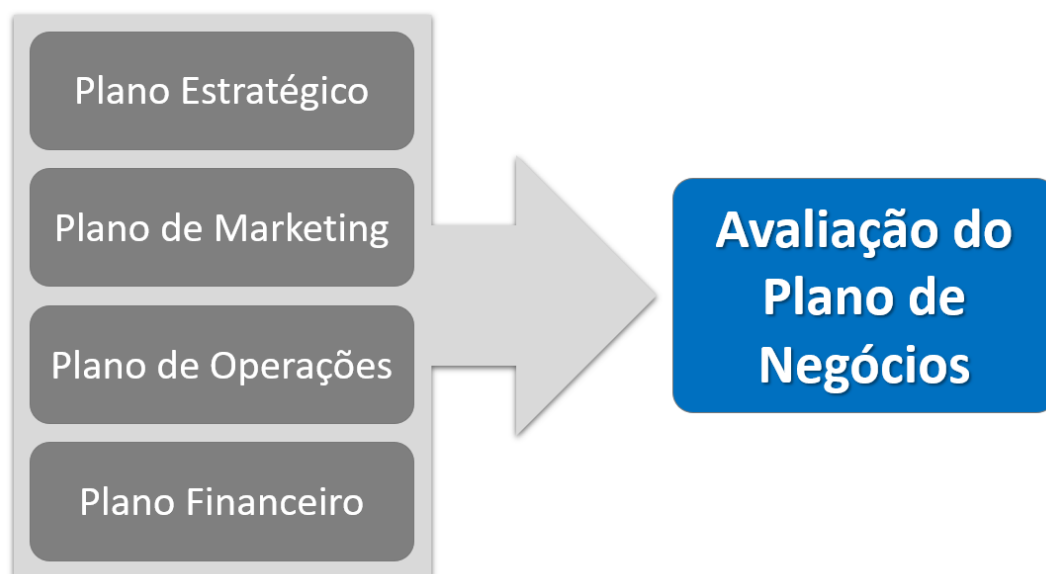 Plano Estratégico
Plano de Marketing
Plano de Operações
Plano Financeiro
Avaliação do
Plano de
Negócios